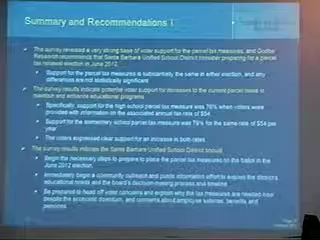 Summary and Recommendations I
The survey revealed a very strong base of voter support for the parcel tax measures, and Godbe
Research recommends that Santa Barbara Unified School District consider preparing for a parcel
tax renewal election in June 2012.
Support for the parcel tax measures is substantially the same in either election, and any
differences are not statistically significant
The survey results indicate potential voter support for increases to the current parcel taxes to
maintain and enhance educational programs
Specifically, support for the high school parcel tax measure was 76% when voters were
provided with information on the associated annual tax rate of $54
Support for the elementary school parcel tax measure was 79% for the same rate of $54 per
year
The voters expressed clear support for an increase in both rates
The survey results indicate the Santa Barbara Unified School District should
Begin the necessary steps to prepare to place the parcel tax measures on the ballot in the
June 2012 election.
Immediately begin a community outreach and public information effort to explain the district's
educational needs and the board's decision-making process and timeline
Be prepared to head off voter concerns and explain why the tax measures are needed now
despite the economic downturn, and concerns about employee salaries, benefits, and
pensions